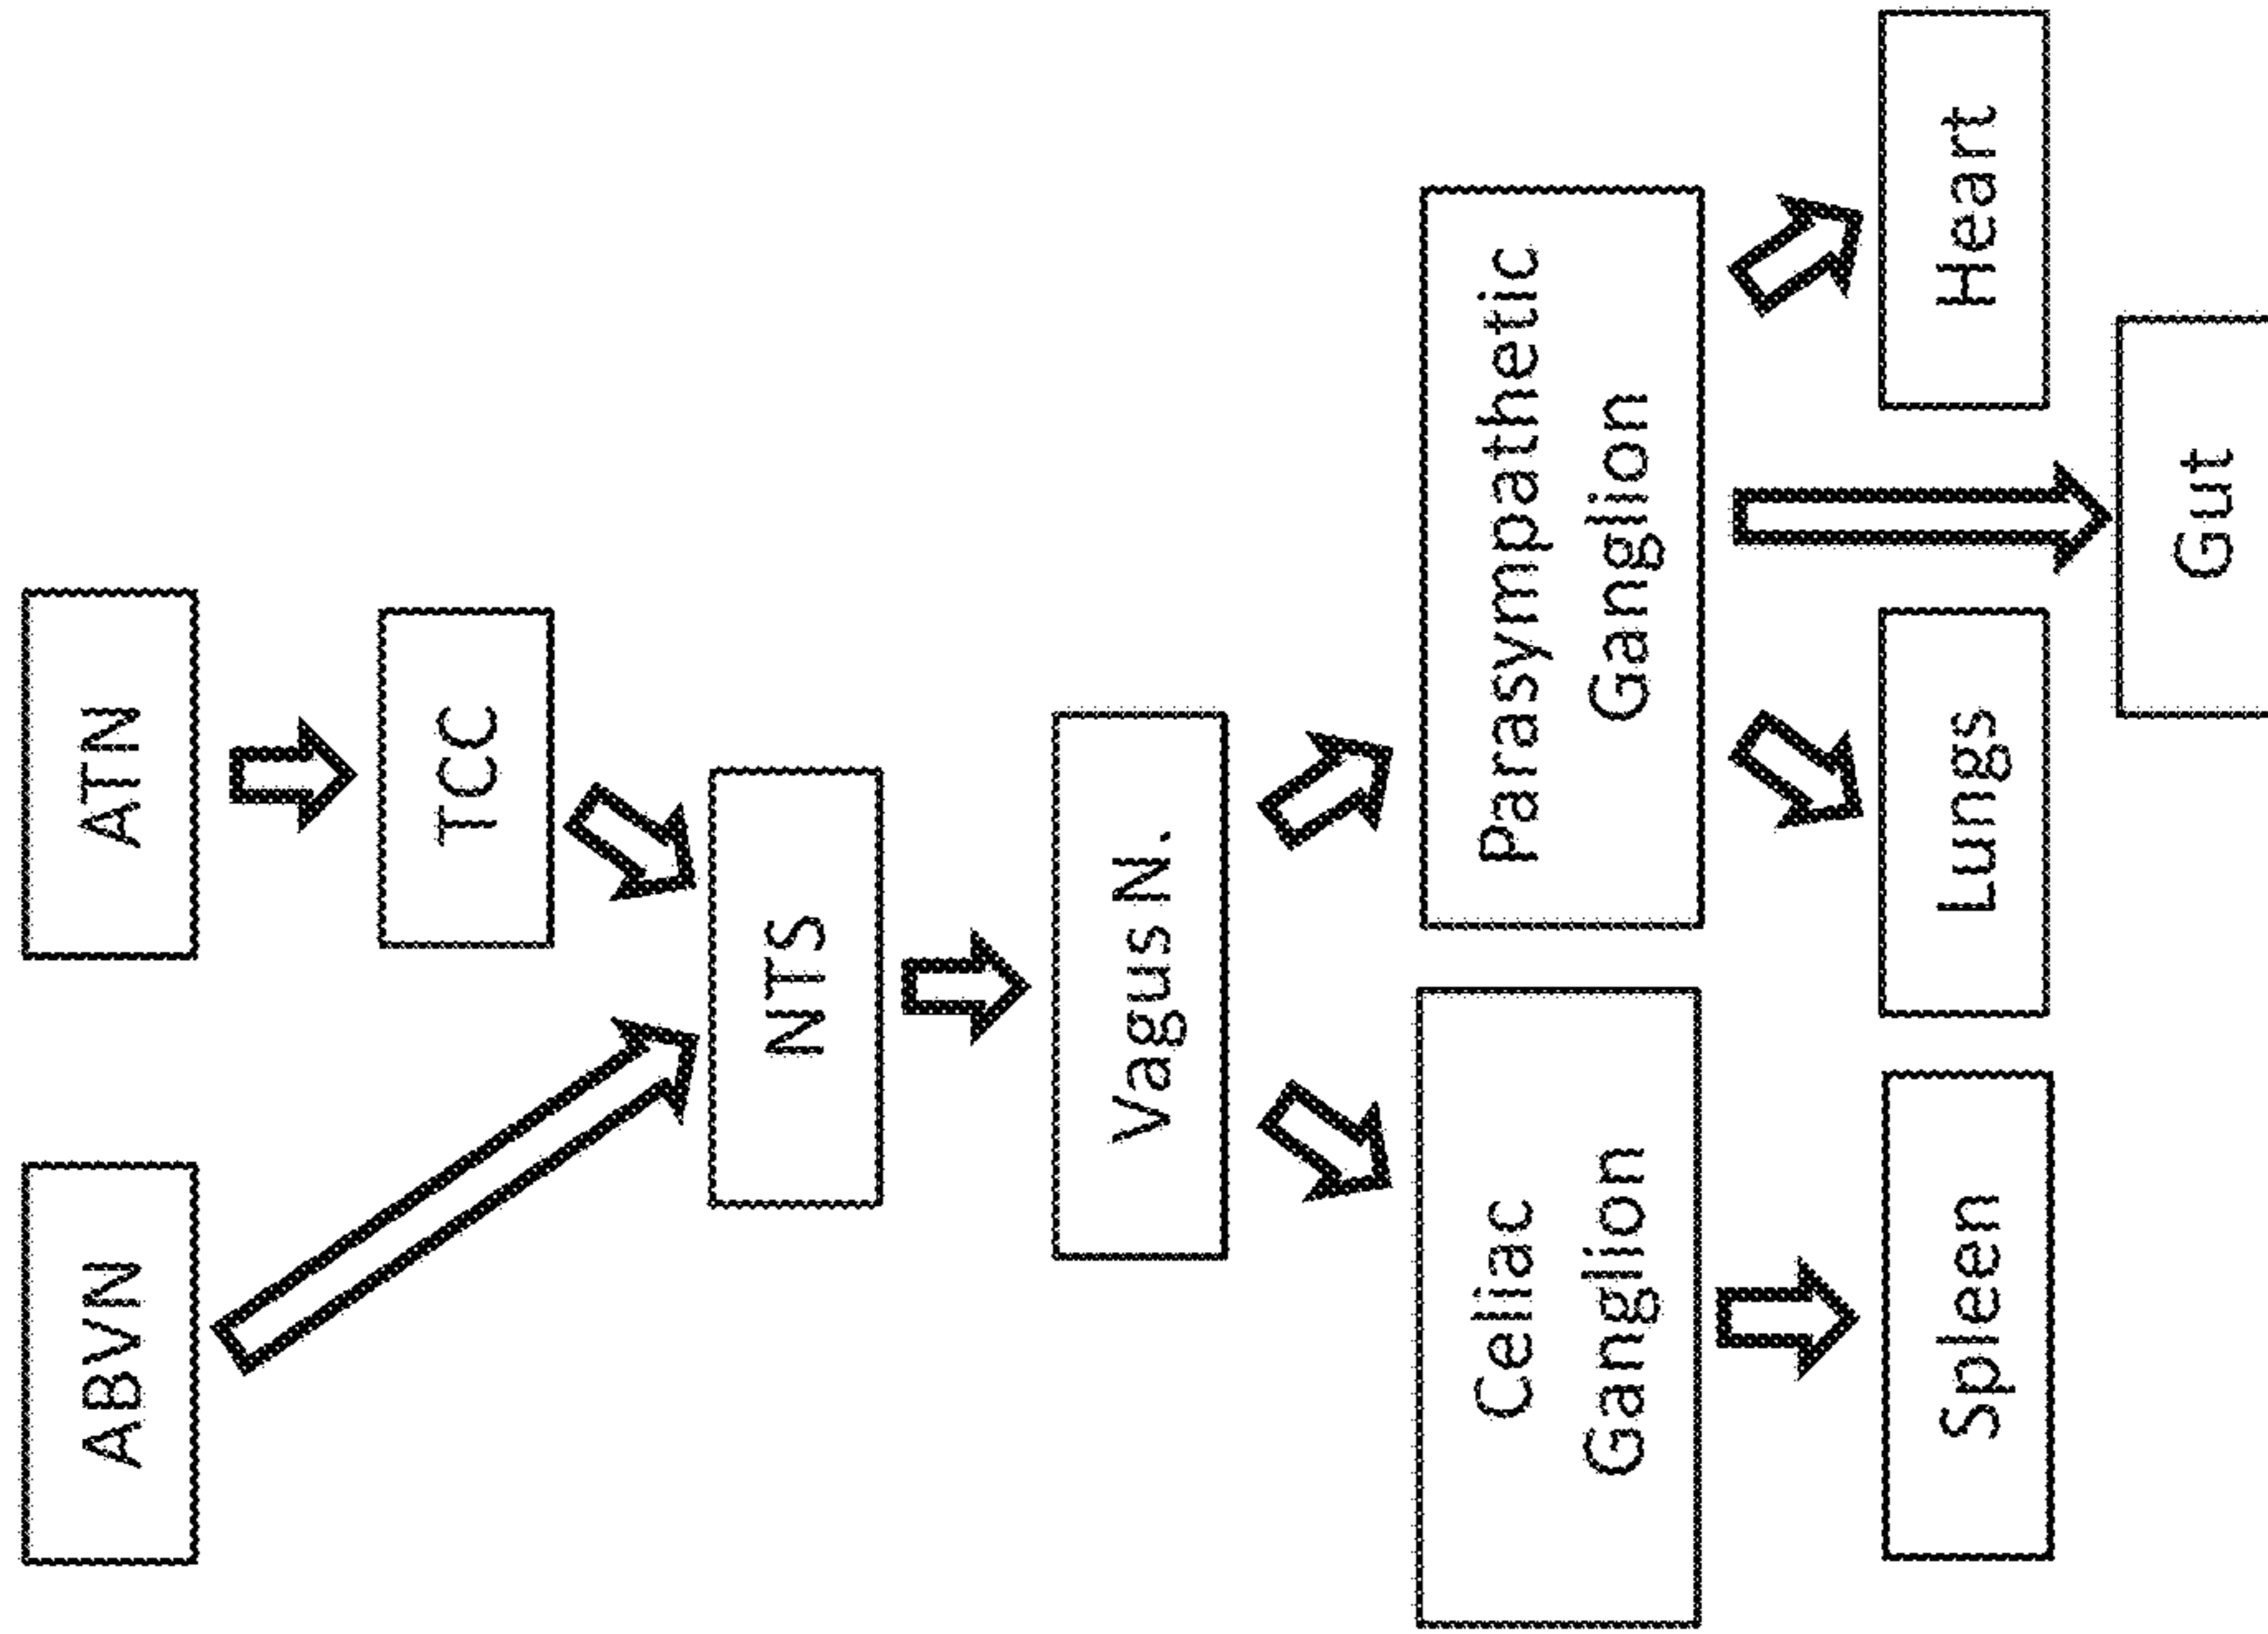 ABVN
ATN
TCC
NTS
Vagus N.
Celiac
Ganglion
Parasympathetic
Ganglion
Spleen
Lungs
Heart
Gut